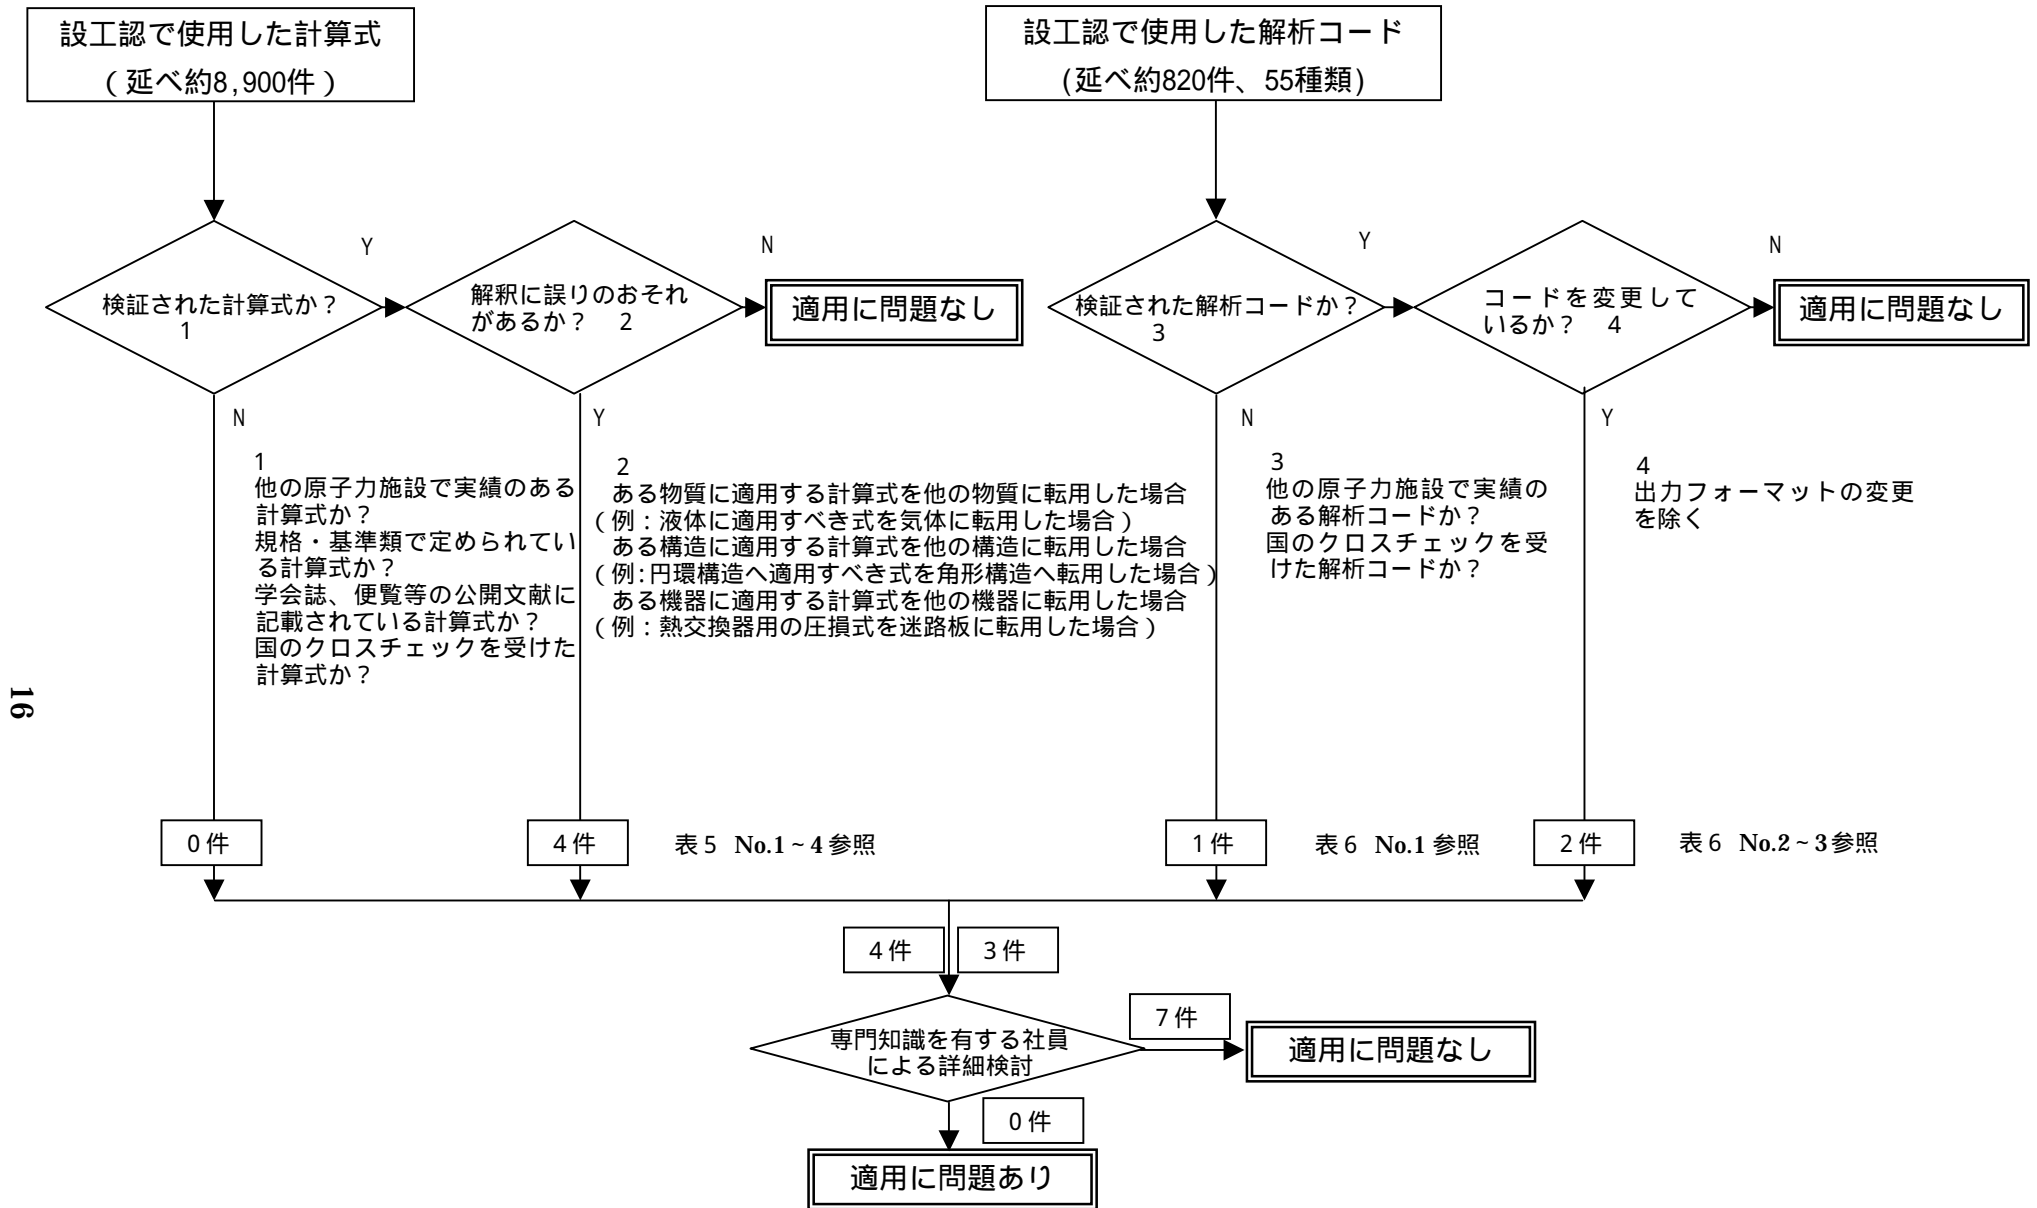 設工認で使用した計算式
（延べ約8,900件）
設工認で使用した解析コード
(延べ約820件、55種類)
Y
N
Y
N
検証された計算式か？
1
解釈に誤りのおそれ
があるか？　2
適用に問題なし
検証された解析コードか？
3
コードを変更して
いるか？　4
適用に問題なし
N
Y
N
Y
1
他の原子力施設で実績のある
計算式か？
規格・基準類で定められてい
る計算式か？
学会誌、便覧等の公開文献に
記載されている計算式か？
国のクロスチェックを受けた
計算式か？
2
ある物質に適用する計算式を他の物質に転用した場合
（例：液体に適用すべき式を気体に転用した場合）
ある構造に適用する計算式を他の構造に転用した場合
（例:円環構造へ適用すべき式を角形構造へ転用した場合）
ある機器に適用する計算式を他の機器に転用した場合
（例：熱交換器用の圧損式を迷路板に転用した場合）
3
他の原子力施設で実績の
ある解析コードか？
国のクロスチェックを受
けた解析コードか？
4
出力フォーマットの変更
を除く
16
0件
4件
表5 No.1~4参照
1件
表6 No.1 参照
2件
表6 No.2~3参照
4件
3件
専門知識を有する社員
による詳細検討
7件
適用に問題なし
0件
適用に問題あり